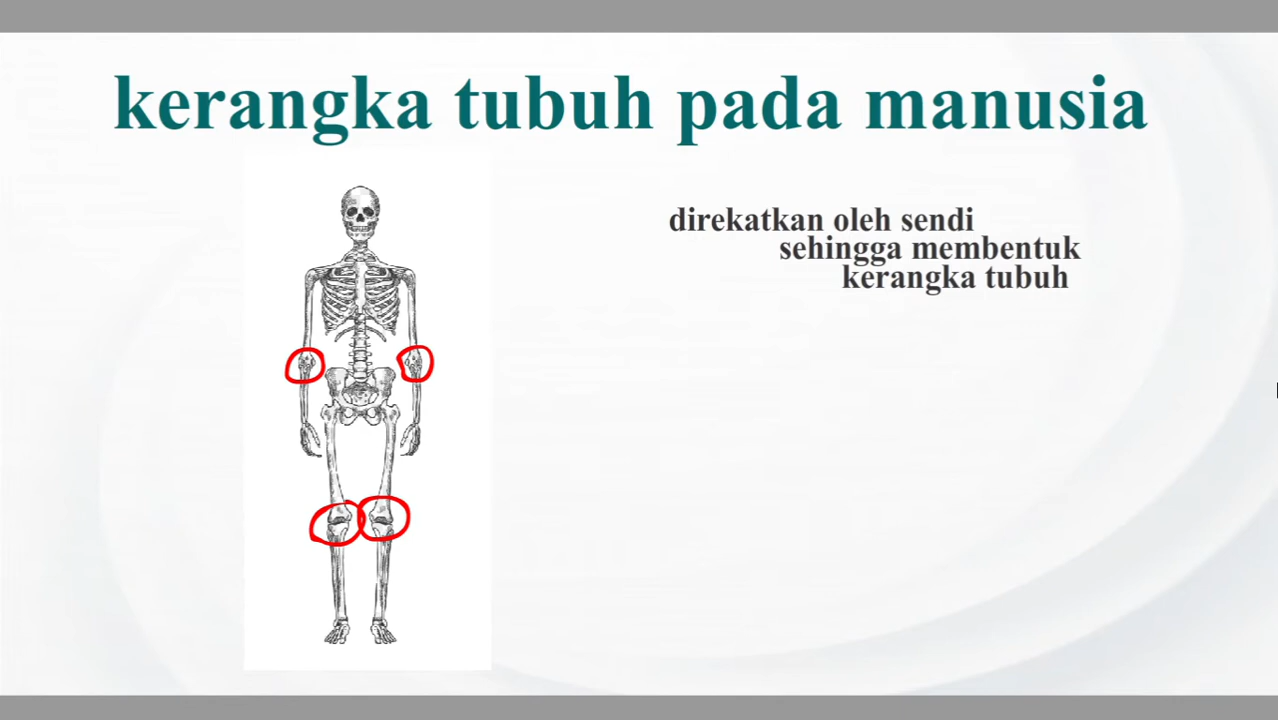 kerangka tubuh pada manusia
direkatkan oleh sendi
sehingga membentuk
kerangka tubuh